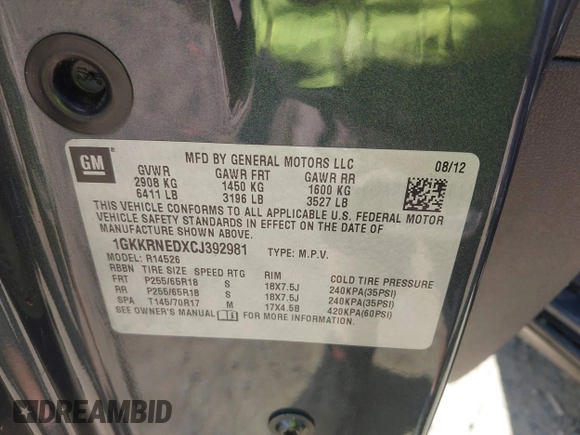 GM
MFD BY GENERAL MOTORS LLC
08/12
GVWR GAWR FRT GAWR RR
2908 KG 1450 KG 1600 KG
6411 LB 3196 LB 3527 LB
THIS VEHICLE CONFORMS TO ALL APPLICABLE U.S. FEDERAL MOTOR
VEHICLE SAFETY STANDARDS IN EFFECT ON THE DATE OF
MANUFACTURE SHOWN ABOVE.
1GKKRNEDXCJ392981 TYPE: M.P.V.
MODEL: R14526
RBBN TIRE SIZE SPEED RTG RIM COLD TIRE PRESSURE
FRT P255/65R18 S 18X7.5J 240KPA(35PSI)
RR P255/65R18 S 18X7.5J 240KPA(35PSI)
SPA T145/70R17 M 17X4.5B 420KPA(60PSI)
SEE OWNER'S MANUAL FOR MORE INFORMATION.
DREAMBID